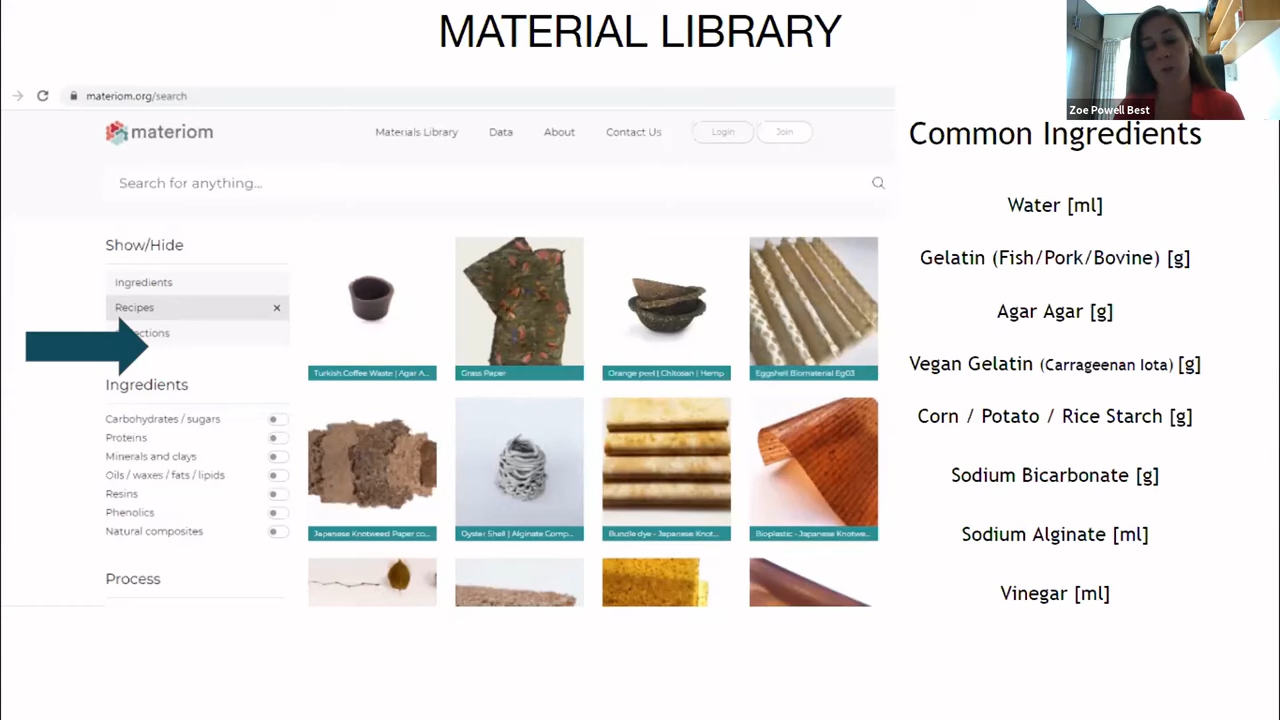 MATERIAL LIBRARY
Zoe Powell Best
materiom.org/search
materiom
Materials Library
Data
About
Contact Us
Login
Join
Search for anything...
Show/Hide
Ingredients
Recipes
ections
Ingredients
Carbohydrates / sugars
Proteins
Minerals and clays
Oils / waxes / fats / lipids
Resins
Phenolics
Natural composites
Process
Turkish Coffee Waste | Agar A...
Grass Paper
Orange peel | Chitosan | Hemp
Eggshell Biomaterial Eg03
Japanese Knotweed Paper co...
Oyster Shell | Alginate Comp...
Bundle dye - Japanese Knot...
Bioplastic - Japanese Knotwe...
Common Ingredients
Water [ml]
Gelatin (Fish/Pork/Bovine) [g]
Agar Agar [g]
Vegan Gelatin (Carrageenan Iota) [g]
Corn / Potato / Rice Starch [g]
Sodium Bicarbonate [g]
Sodium Alginate [ml]
Vinegar [ml]